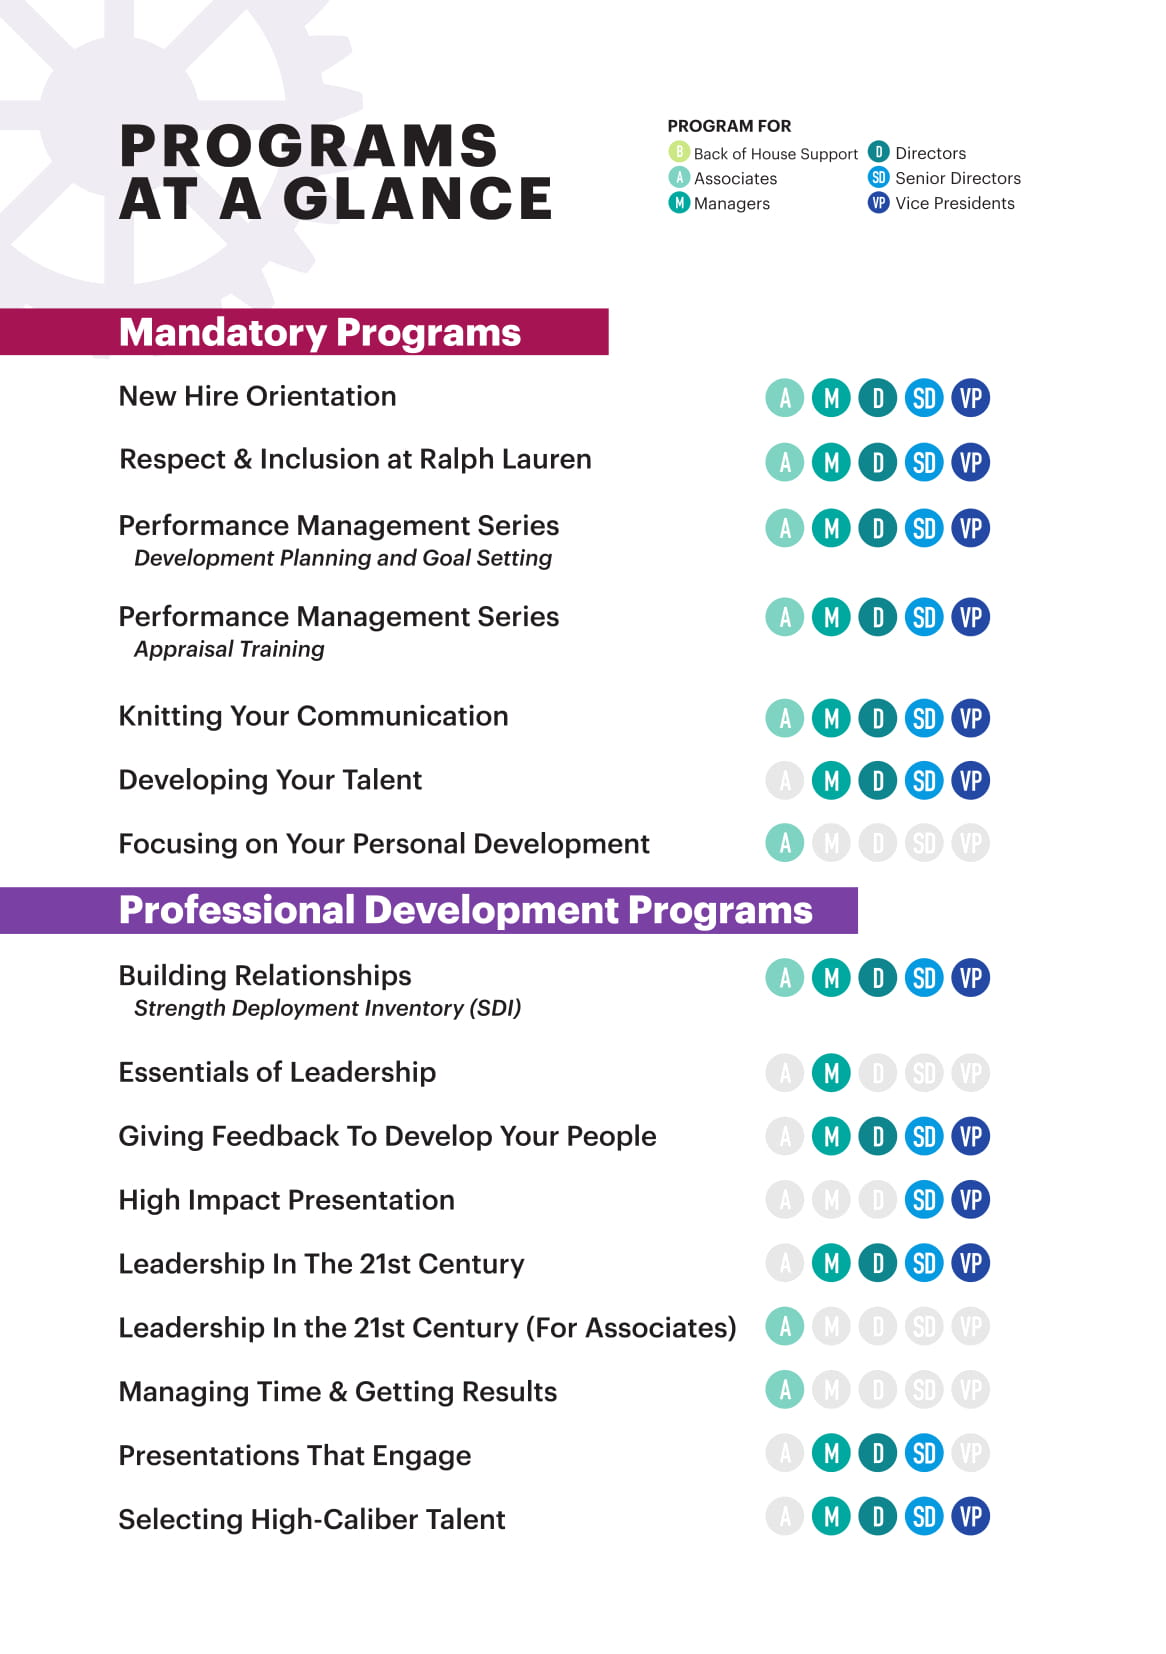 PROGRAMS
AT A GLANCE
PROGRAM FOR
B Back of House Support
A Associates
M Managers
D Directors
SD Senior Directors
VP Vice Presidents
Mandatory Programs
New Hire Orientation A M D SD VP
Respect & Inclusion at Ralph Lauren A M D SD VP
Performance Management Series A M D SD VP
Development Planning and Goal Setting
Performance Management Series A M D SD VP
Appraisal Training
Knitting Your Communication A M D SD VP
Developing Your Talent A M D SD VP
Focusing on Your Personal Development A M D SD VP
Professional Development Programs
Building Relationships A M D SD VP
Strength Deployment Inventory (SDI)
Essentials of Leadership A M D SD VP
Giving Feedback To Develop Your People A M D SD VP
High Impact Presentation A M D SD VP
Leadership In The 21st Century A M D SD VP
Leadership In the 21st Century (For Associates) A M D SD VP
Managing Time & Getting Results A M D SD VP
Presentations That Engage A M D SD VP
Selecting High-Caliber Talent A M D SD VP